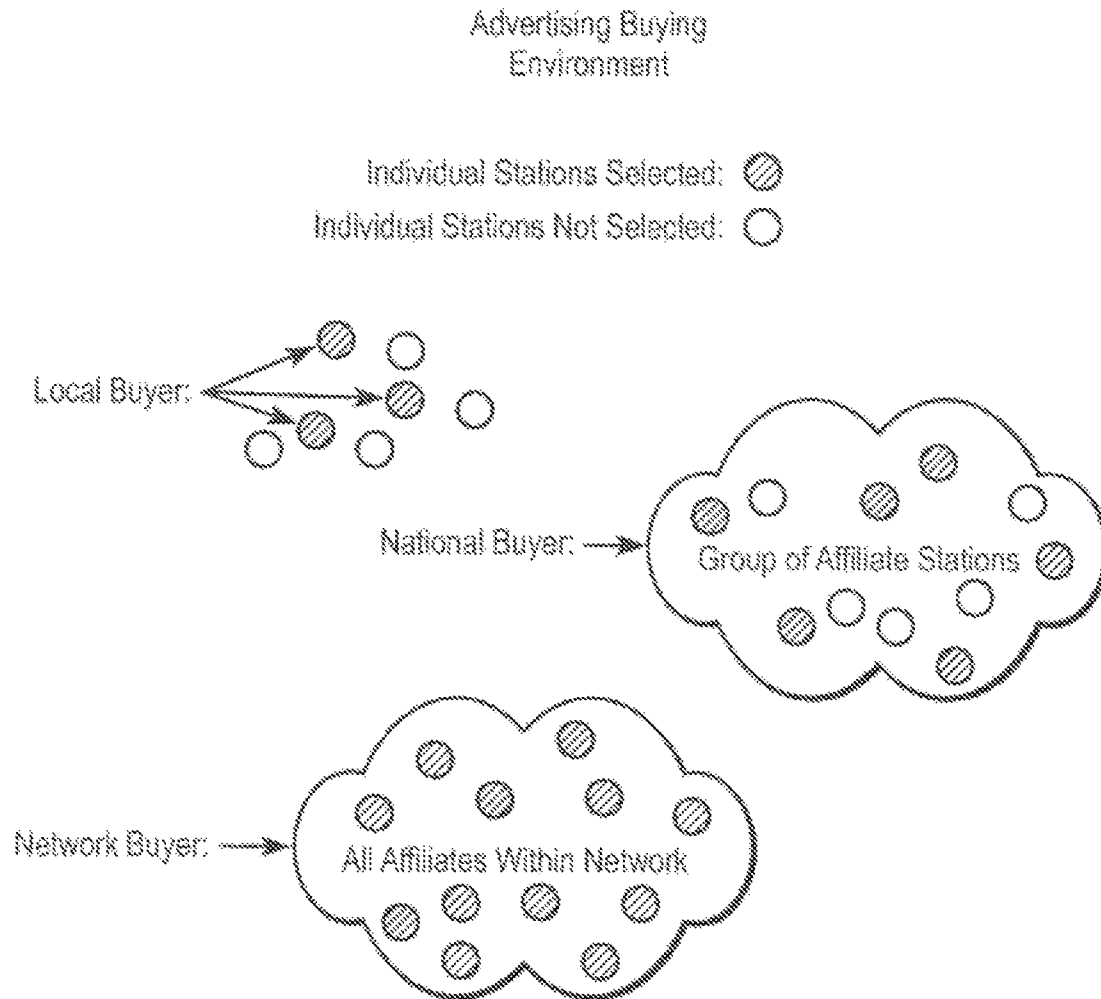 Advertising Buying
Environment
Individual Stations Selected:
Individual Stations Not Selected:
Local Buyer:
National Buyer:
Group of Affiliate Stations
Network Buyer:
All Affiliates Within Network